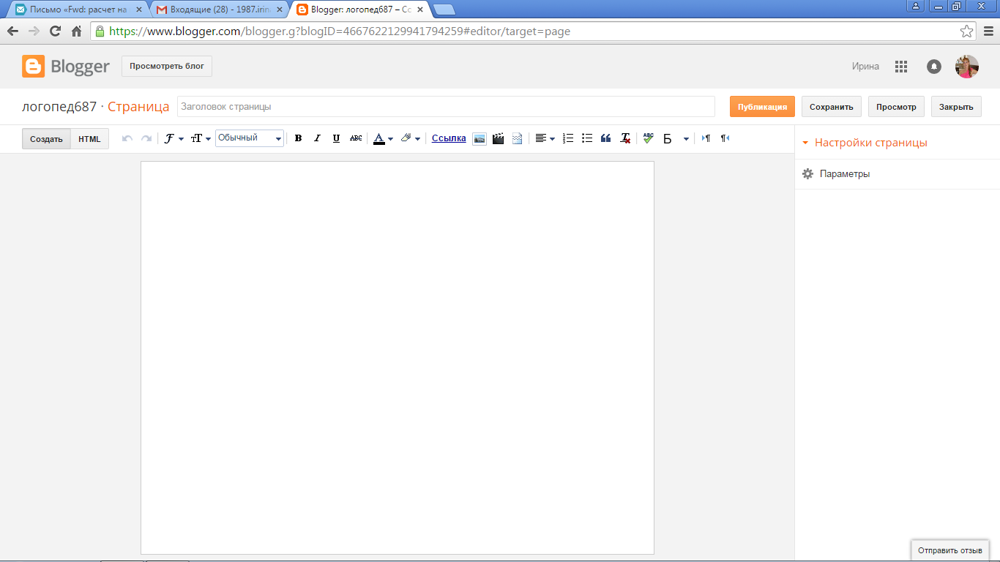 Письмо «Fwd: расчет на
Входящие (28) - 1987.irin
Blogger: логопед687 – Сс
https://www.blogger.com/blogger.g?blogID=4667622129941794259#editor/target=page
Blogger
Просмотреть блог
Ирина
логопед687 · Страница
Заголовок страницы
Публикация
Сохранить
Просмотр
Закрыть
Создать
HTML
Обычный
B I U ABC
A
Ссылка
ABC
Б
Настройки страницы
Параметры
Отправить отзыв